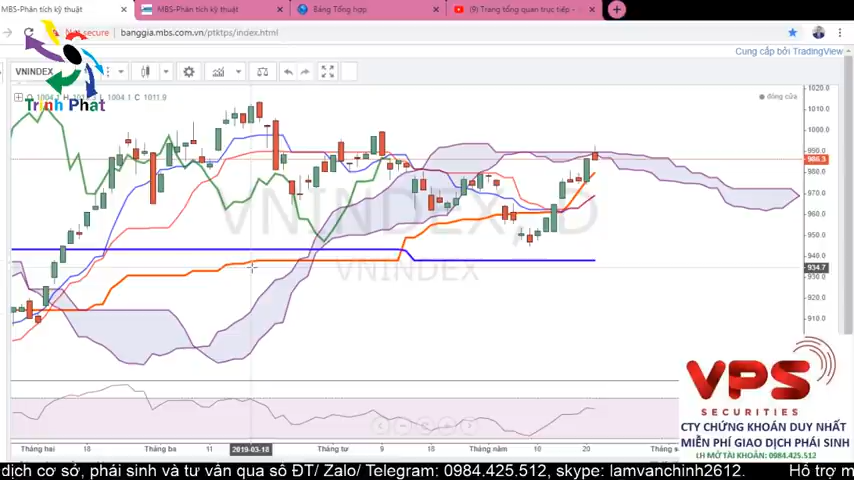 MBS-Phân tích kỹ thuật
MBS-Phân tích kỹ thuật
Bảng Tổng hợp
(9) Trang tổng quan trực tiếp -
banggia.mbs.com.vn/ptktps/index.html
Cung cấp bởi TradingView
VNINDEX
C 1011.9
đóng cửa
Trinh Phát
1020.0
1010.0
1000.0
990.0
986.3
980.0
970.0
960.0
950.0
940.0
934.7
930.0
920.0
910.0
VNINDEX, D
VNINDEX
VPS
SECURITIES
CTY CHỨNG KHOÁN DUY NHẤT
MIỄN PHÍ GIAO DỊCH PHÁI SINH
LH MỞ TÀI KHOẢN: 0984.425.512
Tháng hai
18
Tháng ba
11
2019-03-18
Tháng tư
9
18
Tháng năm
10
20
dịch cơ sở, phái sinh và tư vấn qua số ĐT/ Zalo/ Telegram: 0984.425.512, skype: lamvanchinh2612.
Hỗ trợ m